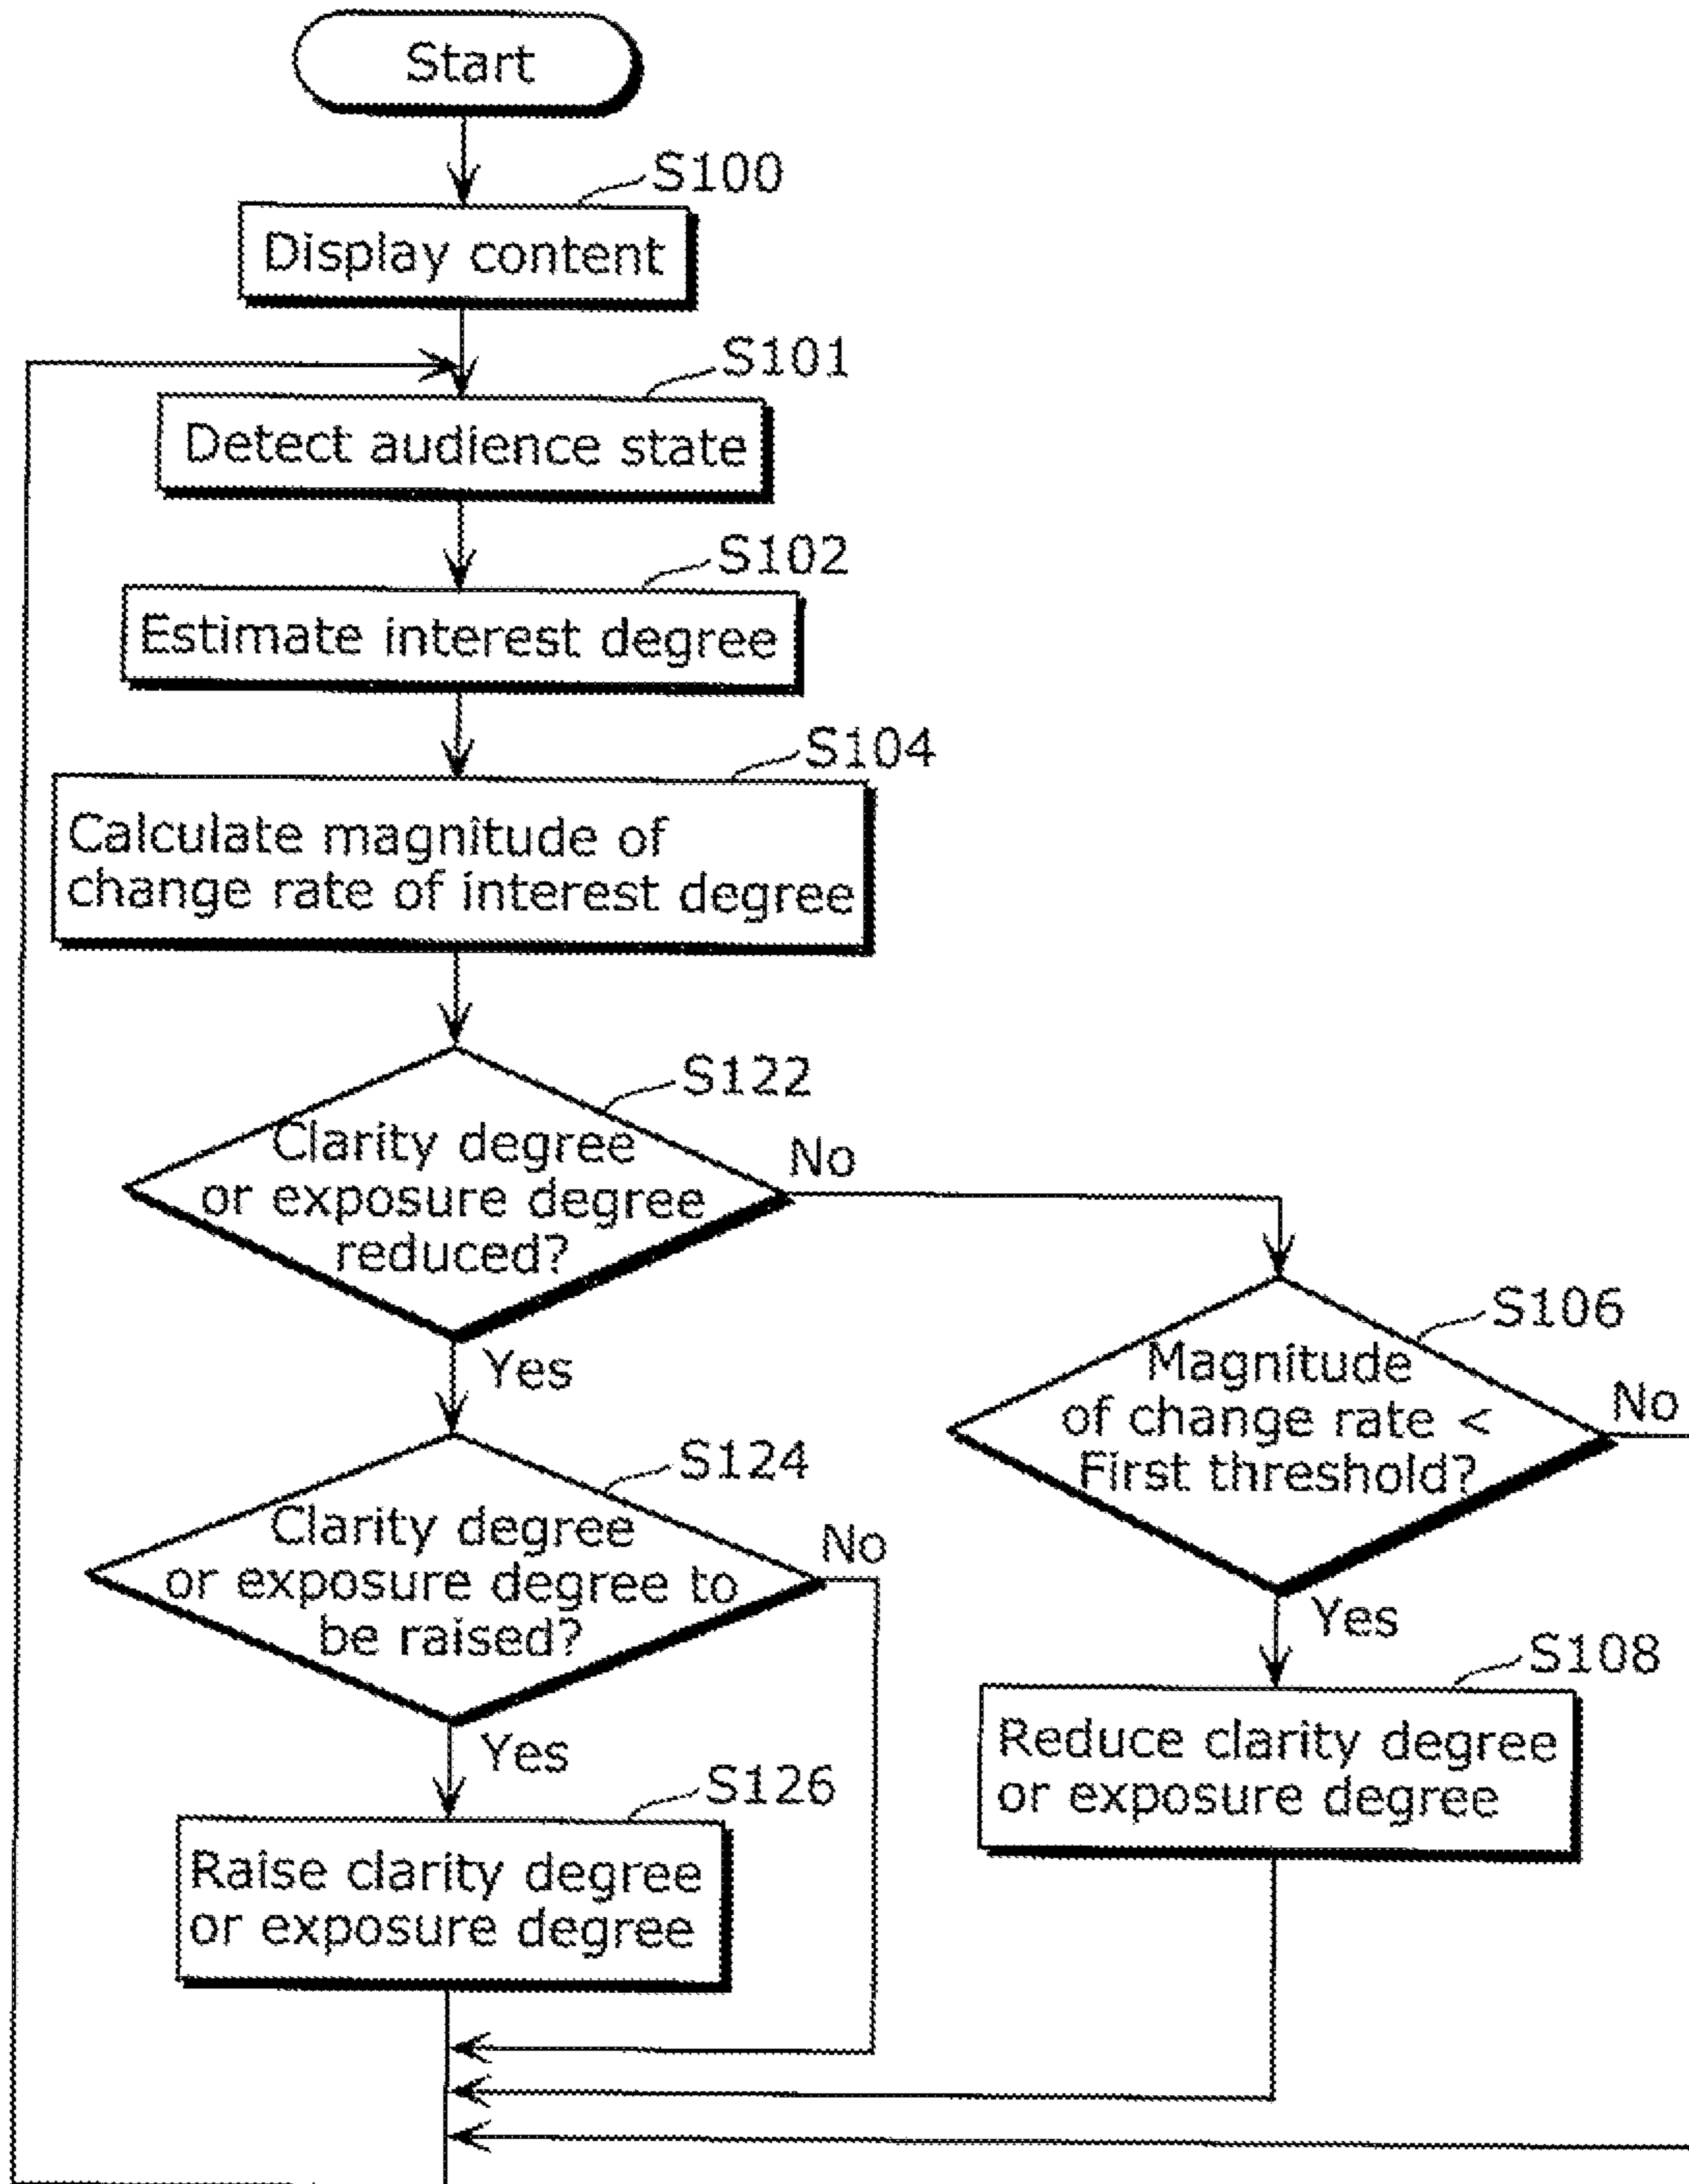 Start
S100
Display content
S101
Detect audience state
S102
Estimate interest degree
S104
Calculate magnitude of
change rate of interest degree
S122
Clarity degree
or exposure degree
reduced?
No
Yes
S106
Magnitude
of change rate <
First threshold?
No
Yes
S124
Clarity degree
or exposure degree to
be raised?
No
Yes
S108
Reduce clarity degree
or exposure degree
S126
Raise clarity degree
or exposure degree